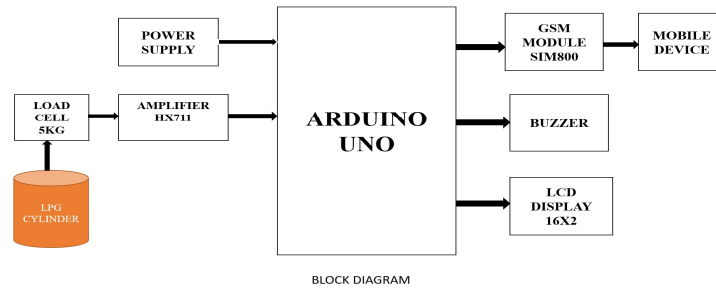 POWER
SUPPLY
GSM
MODULE
SIM800
MOBILE
DEVICE
LOAD
CELL
5KG
AMPLIFIER
HX711
ARDUINO
UNO
BUZZER
LPG
CYLINDER
LCD
DISPLAY
16X2
BLOCK DIAGRAM